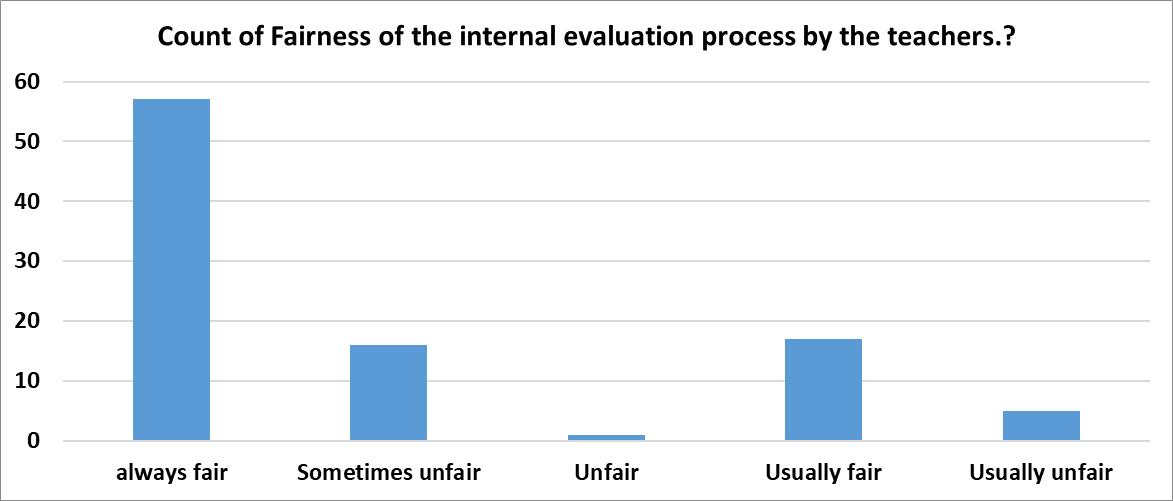 Count of Fairness of the internal evaluation process by the teachers.?
60
50
40
30
20
10
0
always fair
Sometimes unfair
Unfair
Usually fair
Usually unfair